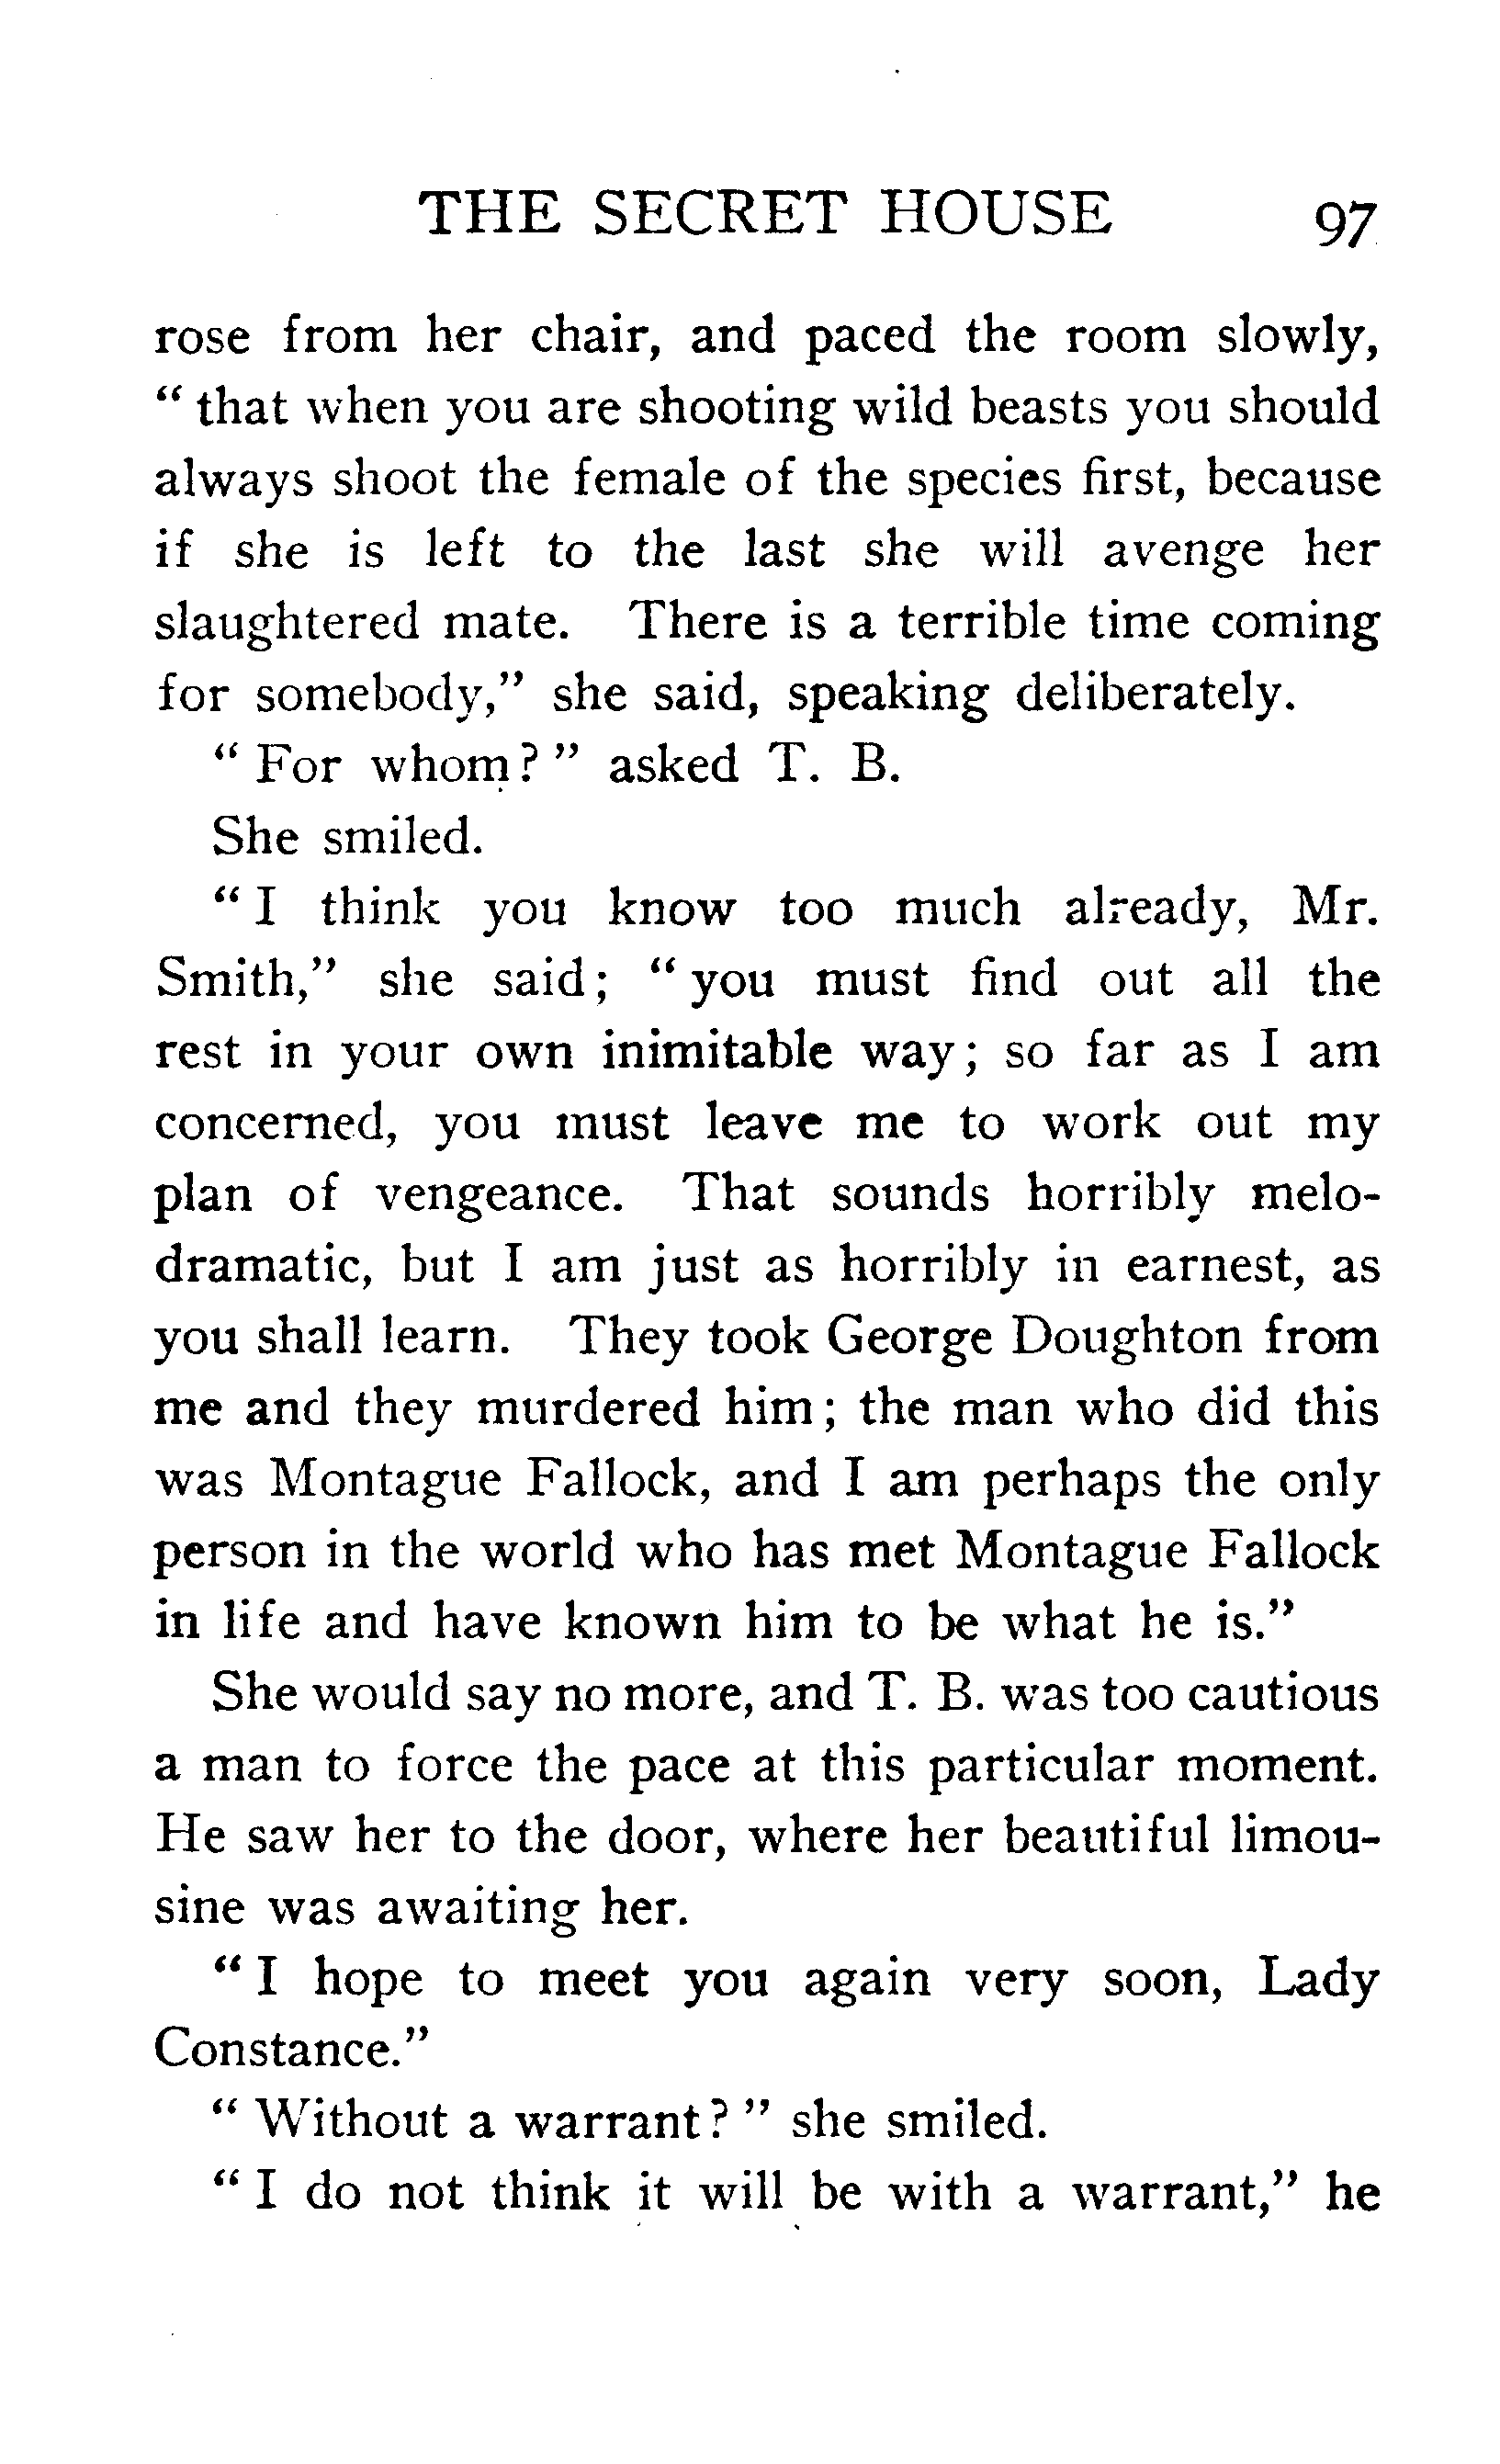 THE SECRET HOUSE 97
rose from her chair, and paced the room slowly,
" that when you are shooting wild beasts you should
always shoot the female of the species first, because
if she is left to the last she will avenge her
slaughtered mate. There is a terrible time coming
for somebody," she said, speaking deliberately.
" For whom? " asked T. B.
She smiled.
" I think you know too much already, Mr.
Smith," she said; " you must find out all the
rest in your own inimitable way; so far as I am
concerned, you must leave me to work out my
plan of vengeance. That sounds horribly melo-
dramatic, but I am just as horribly in earnest, as
you shall learn. They took George Doughton from
me and they murdered him; the man who did this
was Montague Fallock, and I am perhaps the only
person in the world who has met Montague Fallock
in life and have known him to be what he is."
She would say no more, and T. B. was too cautious
a man to force the pace at this particular moment.
He saw her to the door, where her beautiful limou-
sine was awaiting her.
" I hope to meet you again very soon, Lady
Constance."
" Without a warrant? " she smiled.
" I do not think it will be with a warrant," he